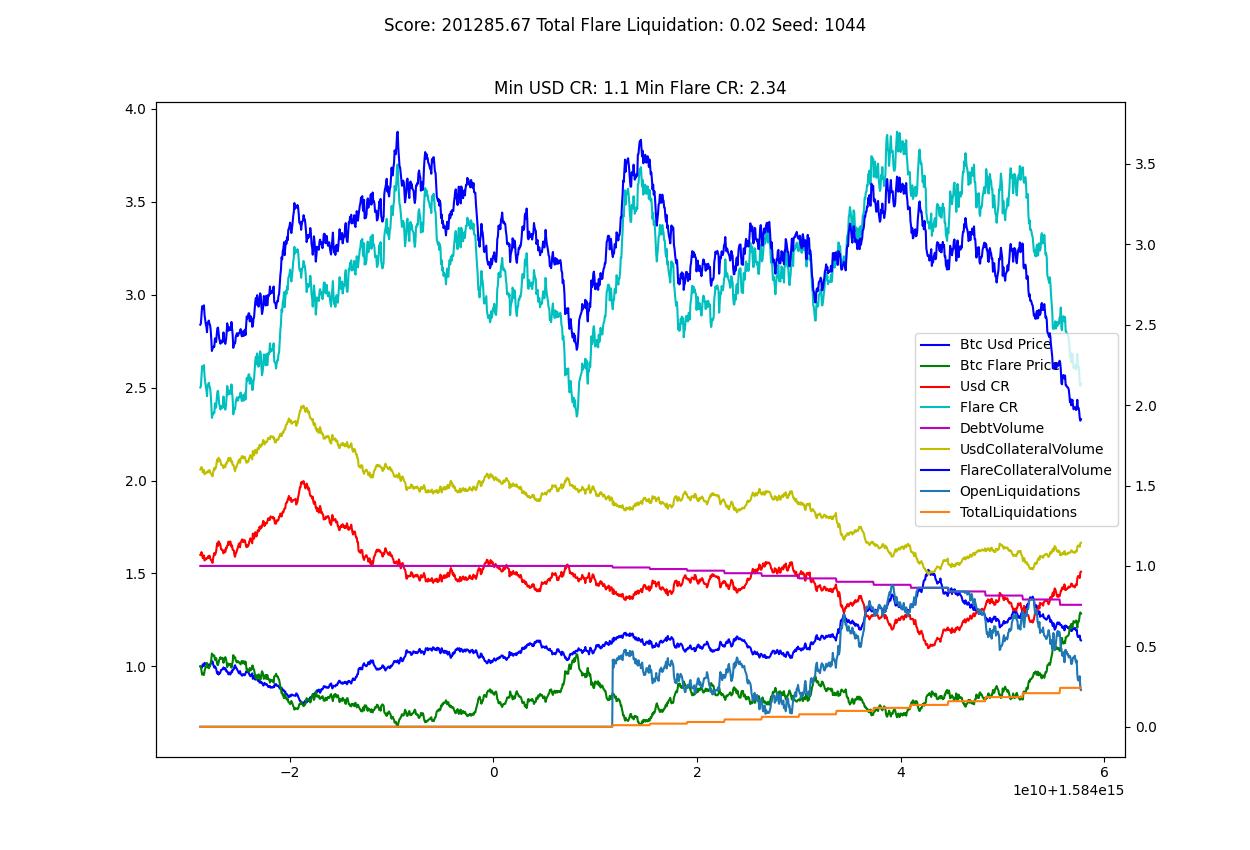 Score: 201285.67 Total Flare Liquidation: 0.02 Seed: 1044
Min USD CR: 1.1 Min Flare CR: 2.34
4.0
3.5
3.0
2.5
2.0
1.5
1.0
3.5
3.0
2.5
2.0
1.5
1.0
0.5
0.0
Btc Usd Price
Btc Flare Price
Usd CR
Flare CR
DebtVolume
UsdCollateralVolume
FlareCollateralVolume
OpenLiquidations
TotalLiquidations
−2 0 2 4 6
1e10+1.584e15